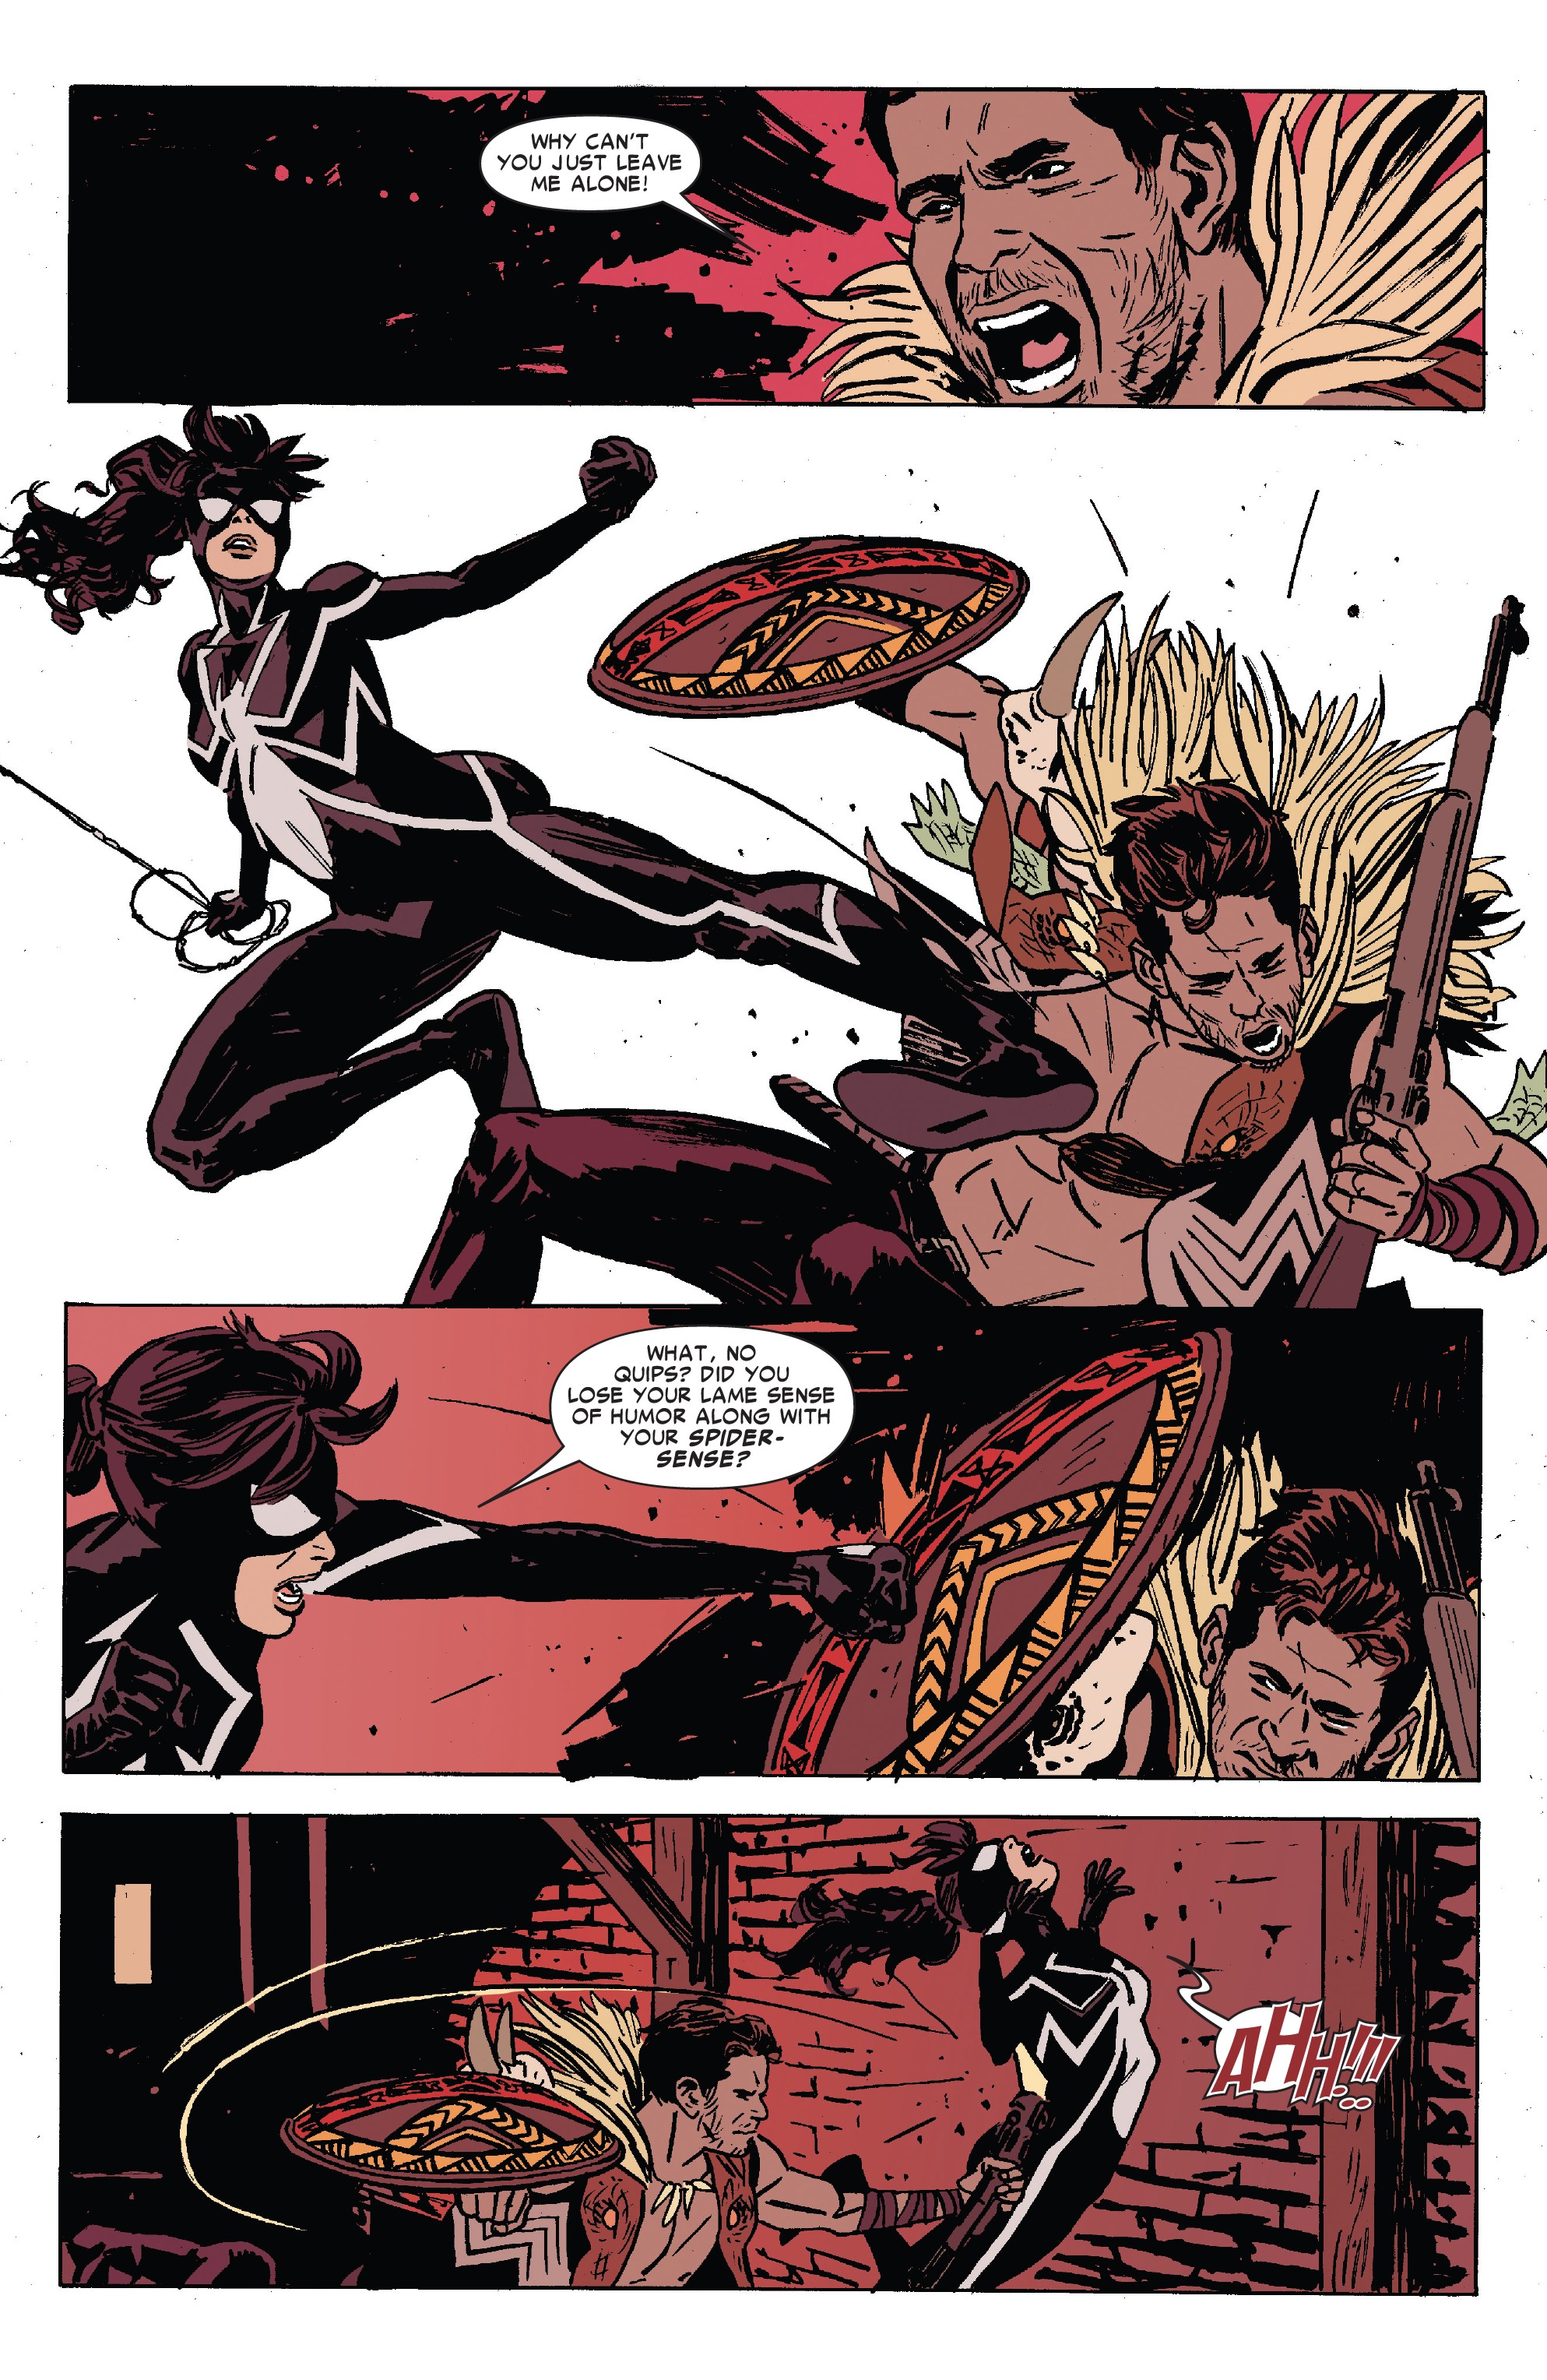 WHY CAN'T
YOU JUST LEAVE
ME ALONE!
WHAT, NO
QUIPS? DID YOU
LOSE YOUR LAME SENSE
OF HUMOR ALONG WITH
YOUR SPIDER-
SENSE?
AHH!!!